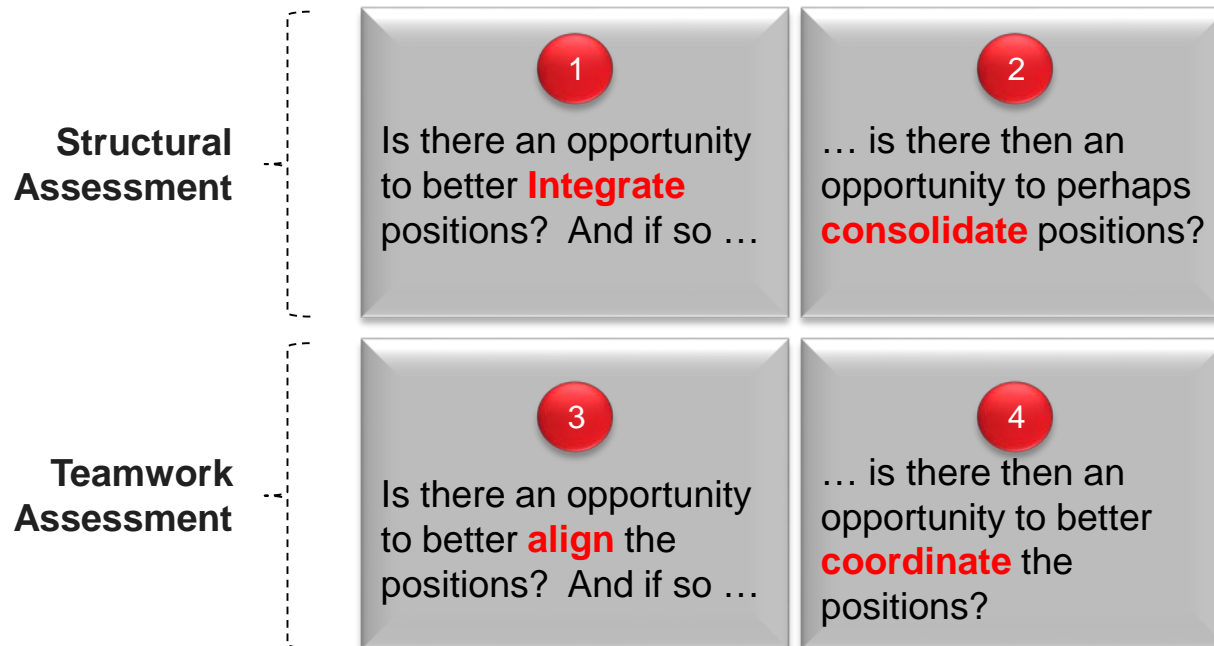 Structural
Assessment
1
Is there an opportunity
to better Integrate
positions?  And if so …
2
… is there then an
opportunity to perhaps
consolidate positions?
Teamwork
Assessment
3
Is there an opportunity
to better align the
positions?  And if so …
4
… is there then an
opportunity to better
coordinate the
positions?